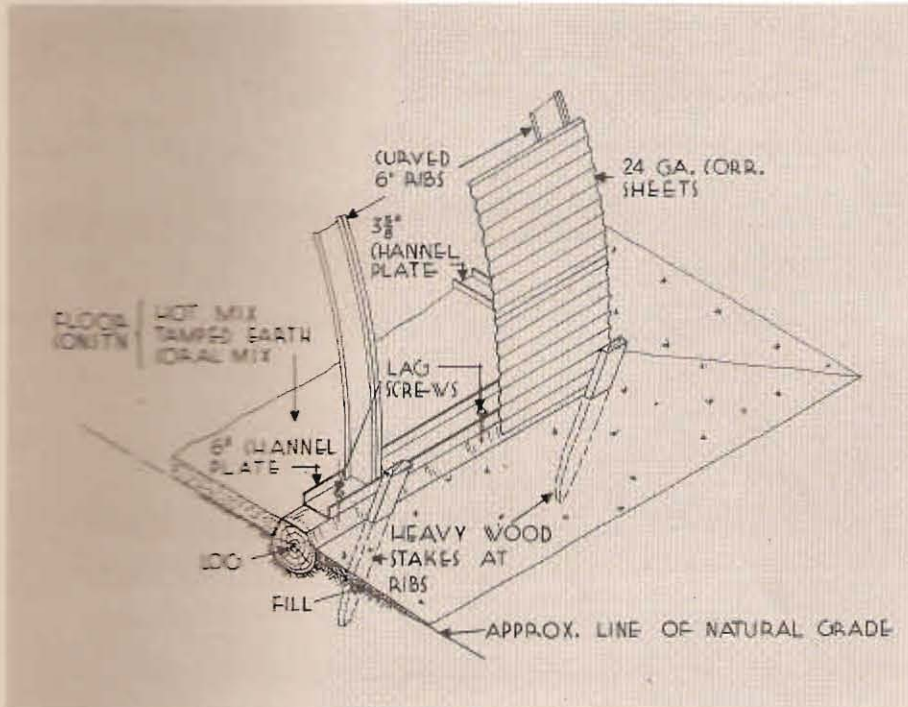 CURVED
6" RIBS
24 GA. CORR.
SHEETS
3⅝"
CHANNEL
PLATE
FLOOR
CONSTN
HOT MIX
TAMPED EARTH
CORAL MIX
LAG
SCREWS
6" CHANNEL
PLATE
HEAVY WOOD
STAKES AT
RIBS
LOG
FILL
APPROX. LINE OF NATURAL GRADE